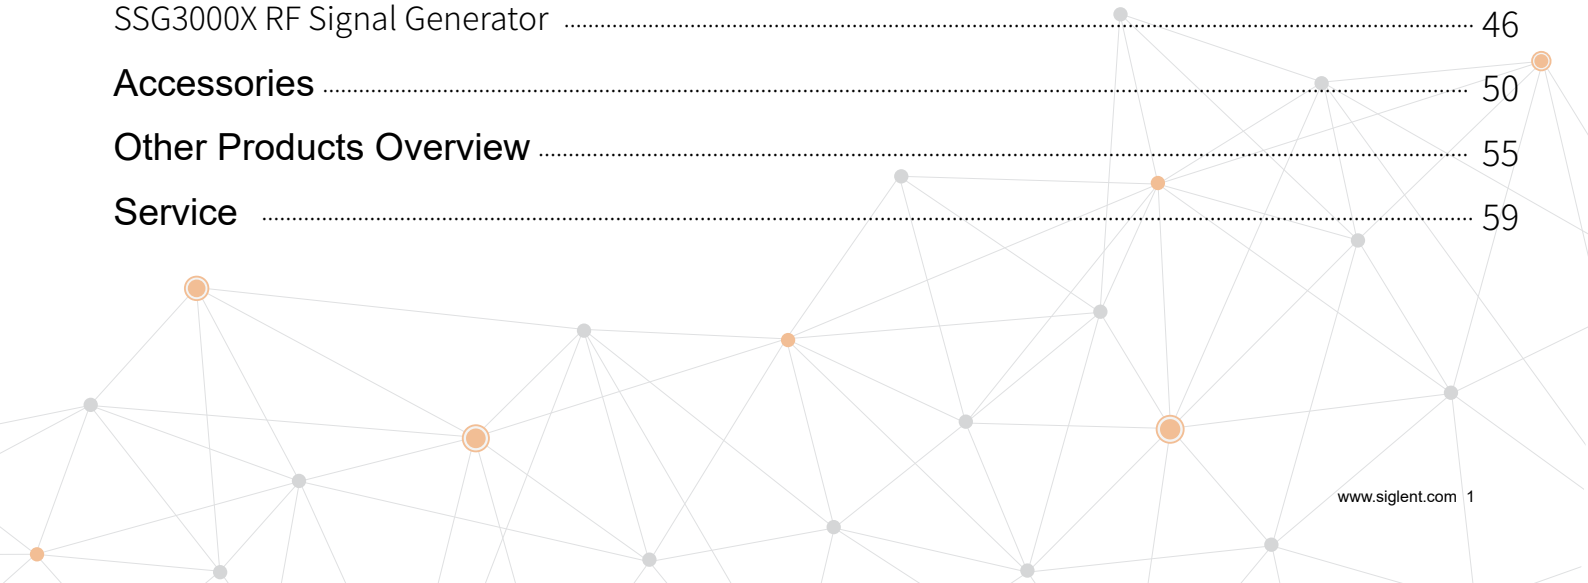 SSG3000X RF Signal Generator ........ 46
Accessories ........ 50
Other Products Overview ........ 55
Service ........ 59
www.siglent.com 1